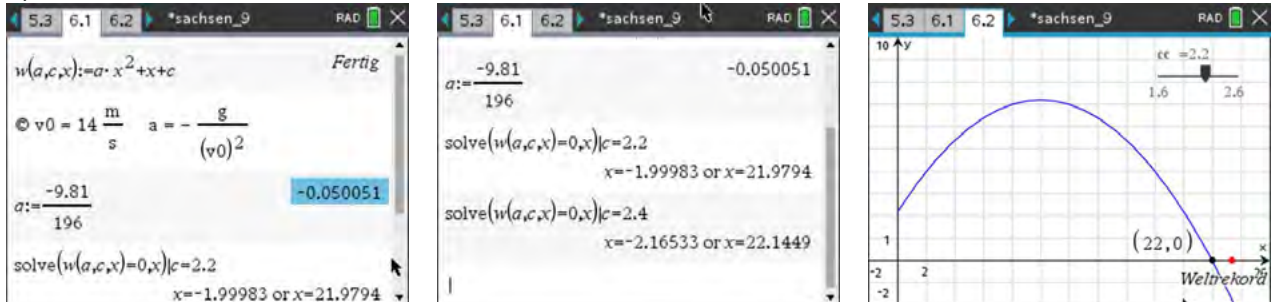 5.3 6.1 6.2 *sachsen_9 RAD
w(a,c,x):=a·x²+x+c Fertig
© v0 = 14 m/s a = − g/(v0)²
a:= -9.81/196 -0.050051
solve(w(a,c,x)=0,x)|c=2.2
x=-1.99983 or x=21.9794
5.3 6.1 6.2 *sachsen_9 RAD
a:= -9.81/196 -0.050051
solve(w(a,c,x)=0,x)|c=2.2
x=-1.99983 or x=21.9794
solve(w(a,c,x)=0,x)|c=2.4
x=-2.16533 or x=22.1449
5.3 6.1 6.2 *sachsen_9 RAD
10 y
cc =2.2
1.6 2.6
1
(22,0)
x
-2 2 26
Weltrekord
-2